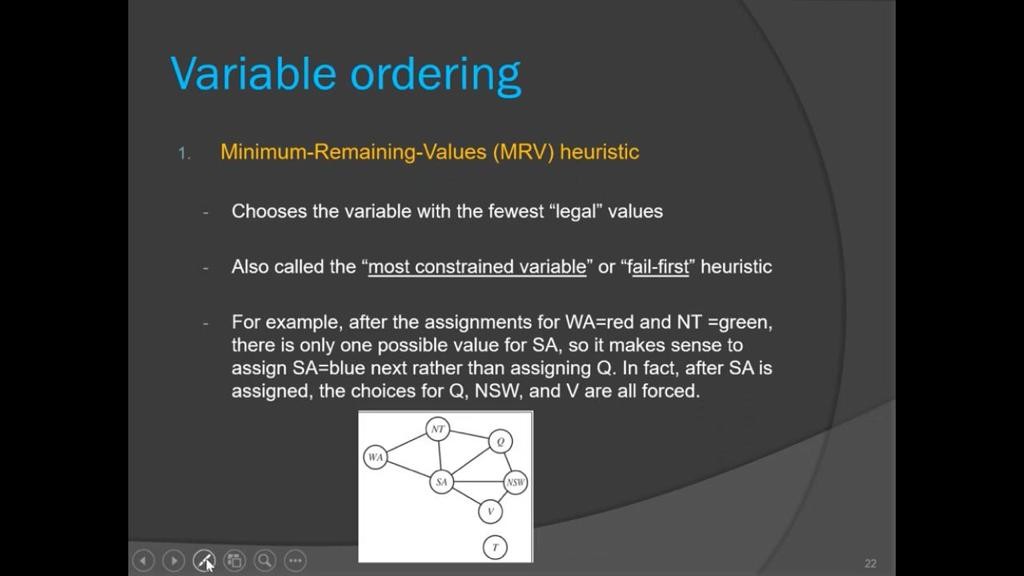 Variable ordering
1. Minimum-Remaining-Values (MRV) heuristic
- Chooses the variable with the fewest “legal” values
- Also called the “most constrained variable” or “fail-first” heuristic
- For example, after the assignments for WA=red and NT =green,
there is only one possible value for SA, so it makes sense to
assign SA=blue next rather than assigning Q. In fact, after SA is
assigned, the choices for Q, NSW, and V are all forced.
NT
Q
WA
SA
NSW
V
T
22